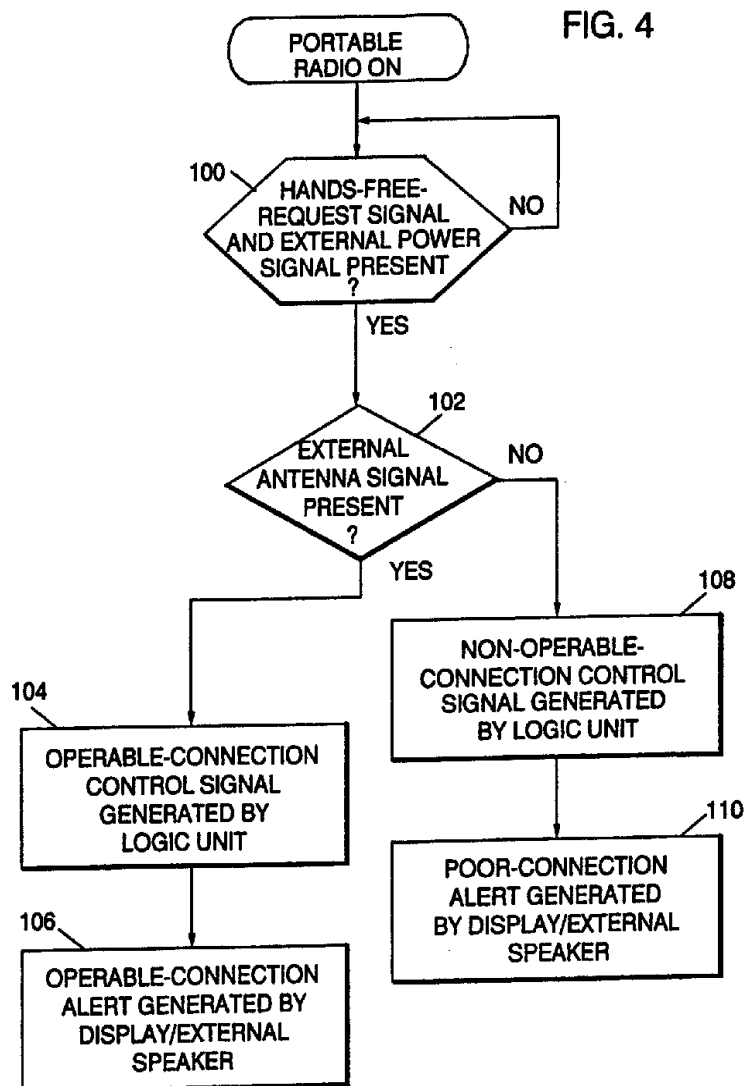 FIG. 4
PORTABLE
RADIO ON
100
HANDS-FREE-
REQUEST SIGNAL
AND EXTERNAL POWER
SIGNAL PRESENT
?
NO
YES
102
EXTERNAL
ANTENNA SIGNAL
PRESENT
?
NO
YES
108
NON-OPERABLE-
CONNECTION CONTROL
SIGNAL GENERATED
BY LOGIC UNIT
104
OPERABLE-CONNECTION
CONTROL SIGNAL
GENERATED BY
LOGIC UNIT
110
POOR-CONNECTION
ALERT GENERATED
BY DISPLAY/EXTERNAL
SPEAKER
106
OPERABLE-CONNECTION
ALERT GENERATED BY
DISPLAY/EXTERNAL
SPEAKER